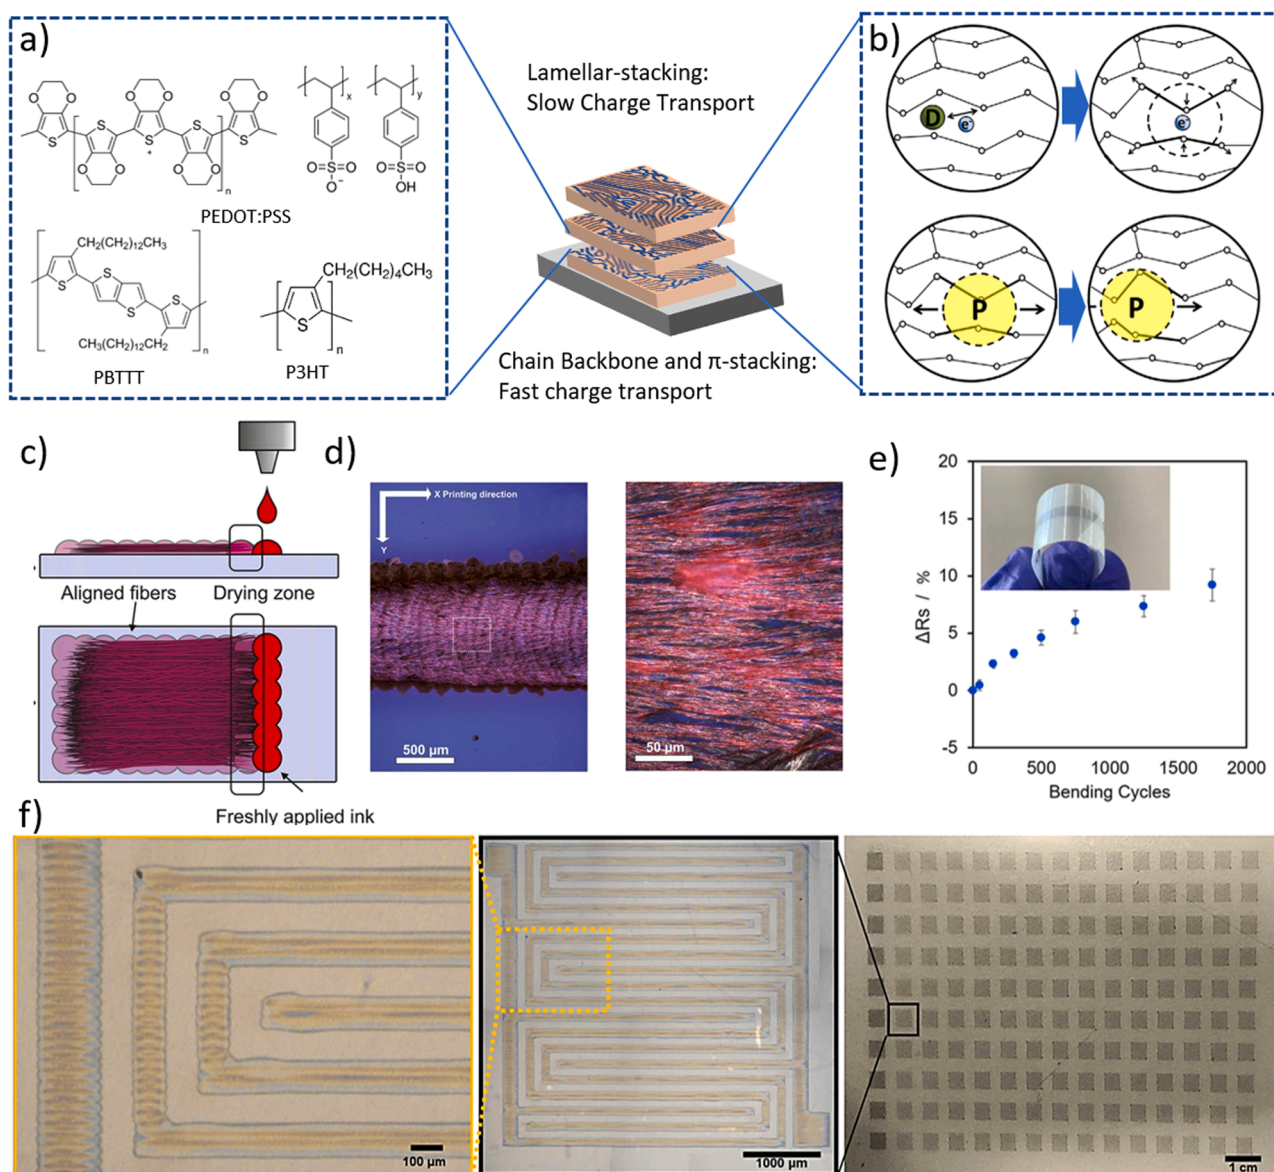 a)
O O O O O O
S S S S S
+
O O O O
n
x y
O=S=O O=S=O
O⁻ OH
PEDOT:PSS
CH₂(CH₂)₁₂CH₃
S S S S
CH₃(CH₂)₁₂CH₂
n
PBTTT
CH₂(CH₂)₄CH₃
S
n
P3HT
Lamellar-stacking:
Slow Charge Transport
Chain Backbone and π-stacking:
Fast charge transport
b)
D e⁻
e⁻
P
P
c)
Aligned fibers
Drying zone
Freshly applied ink
d)
X Printing direction
Y
500 μm
50 μm
e)
ΔRs / %
20
15
10
5
0
-5
0 500 1000 1500 2000
Bending Cycles
f)
100 μm
1000 μm
1 cm